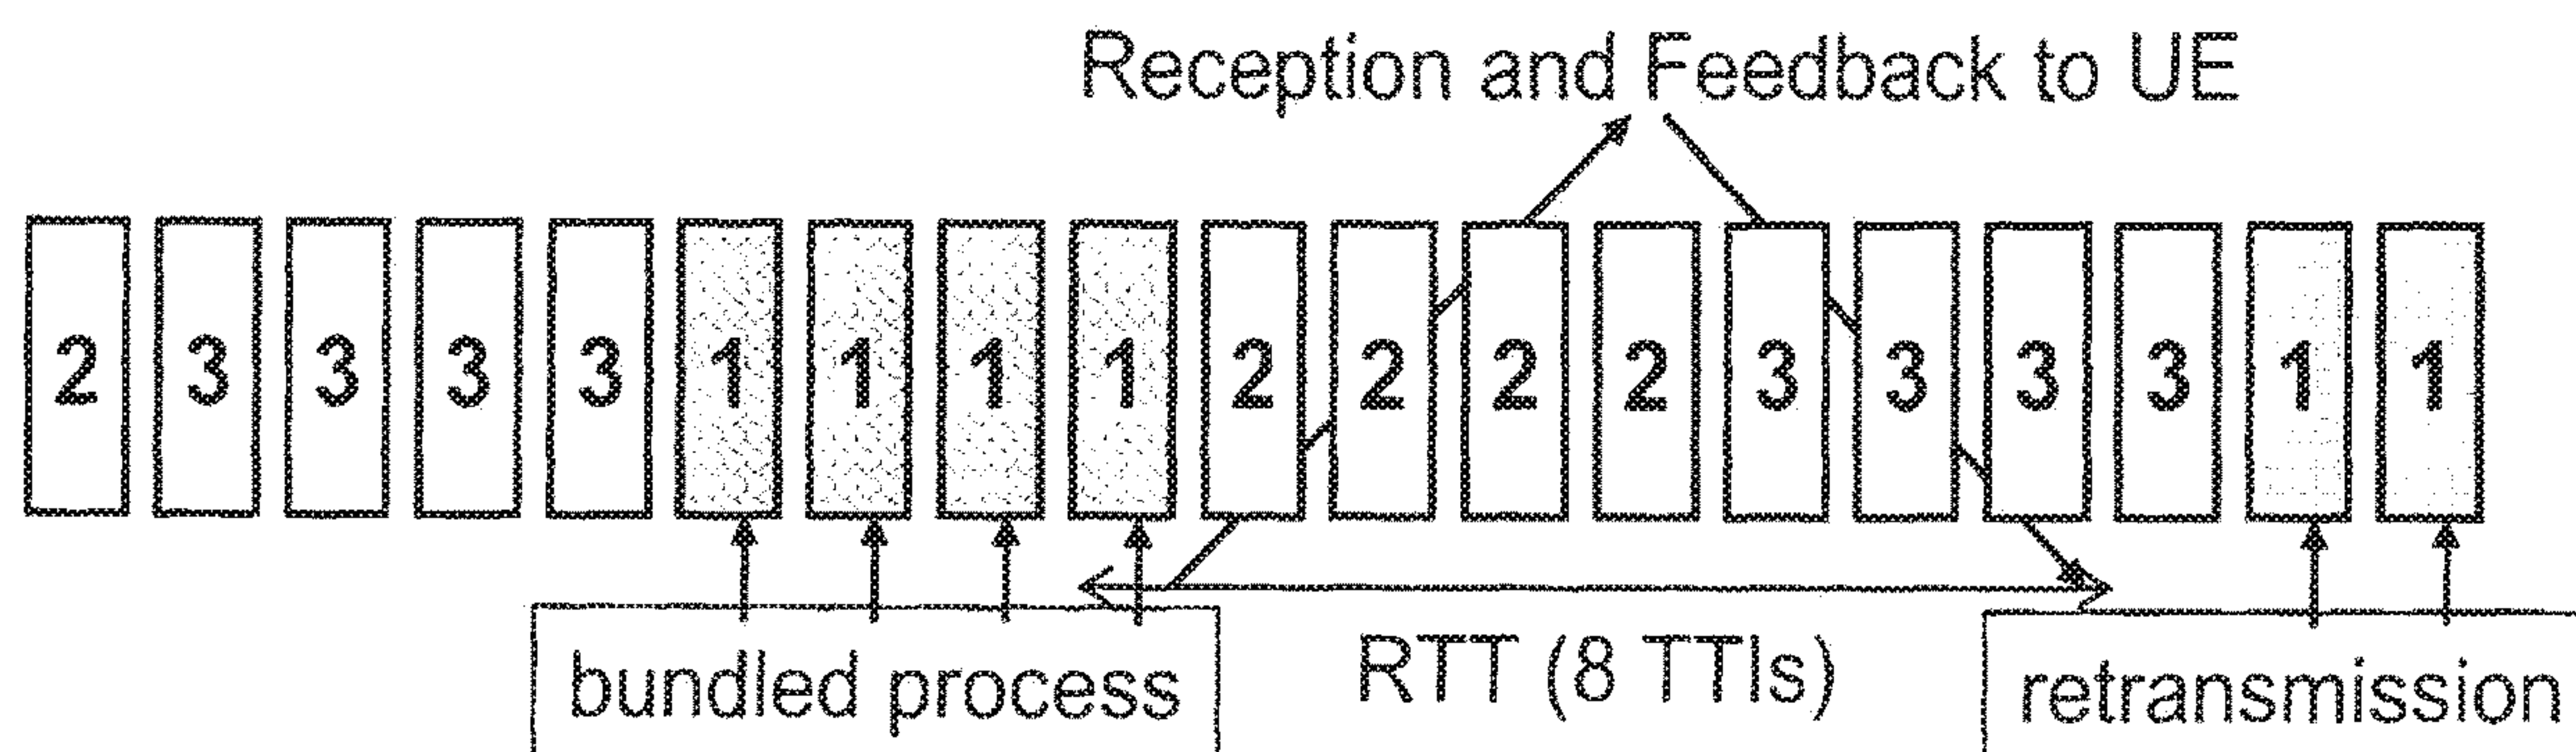 Reception and Feedback to UE
2 3 3 3 3 1 1 1 1 2 2 2 2 3 3 3 3 1 1
bundled process RTT (8 TTIs) retransmission